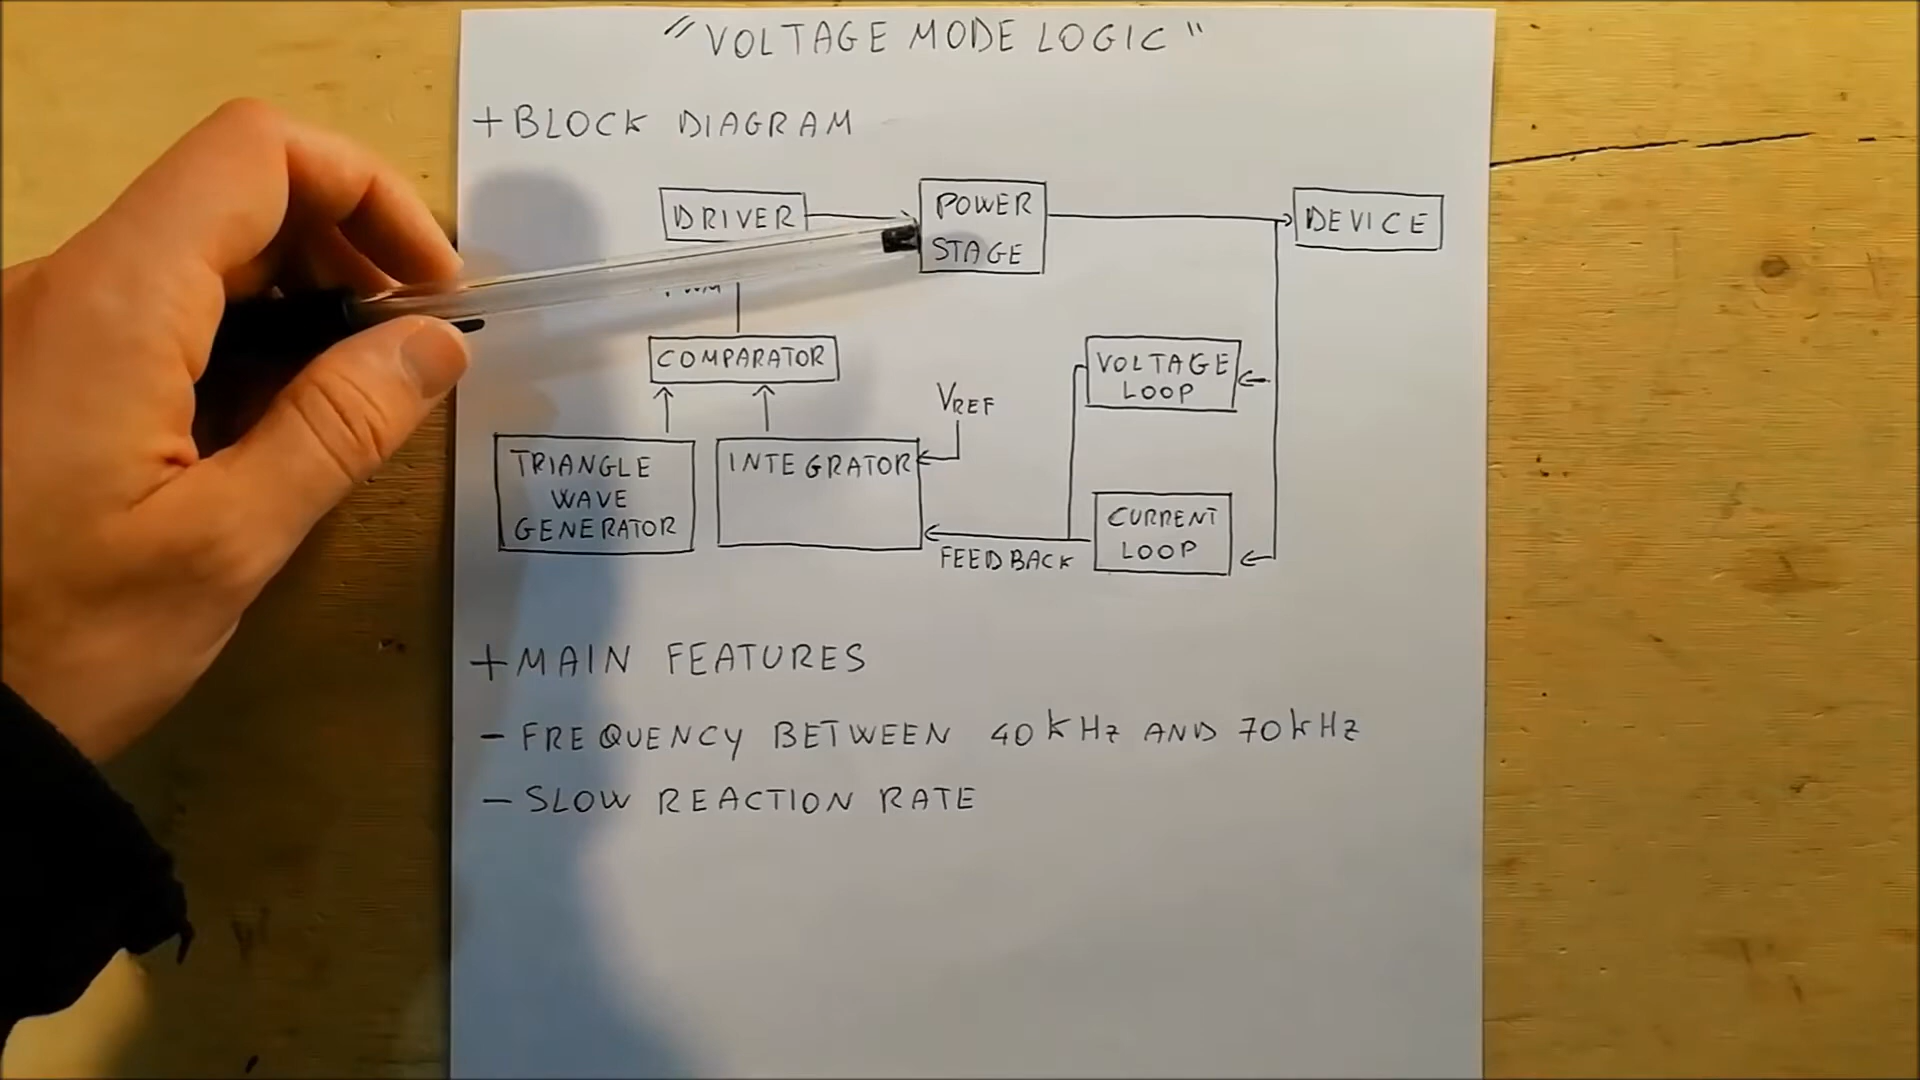 "VOLTAGE MODE LOGIC"
+ BLOCK DIAGRAM
DRIVER
POWER
STAGE
DEVICE
COMPARATOR
VOLTAGE
LOOP
VREF
TRIANGLE
WAVE
GENERATOR
INTEGRATOR
CURRENT
LOOP
FEEDBACK
+ MAIN FEATURES
- FREQUENCY BETWEEN 40kHz AND 70kHz
- SLOW REACTION RATE